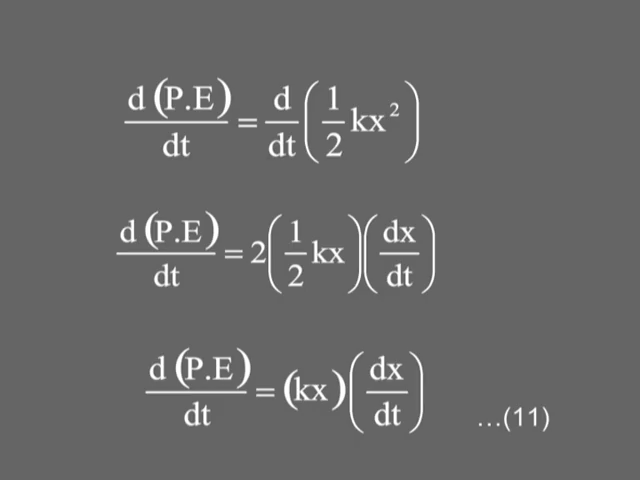 d (P.E)/dt = d/dt (1/2 kx²)
d (P.E)/dt = 2(1/2 kx)(dx/dt)
d (P.E)/dt = (kx)(dx/dt) ...(11)